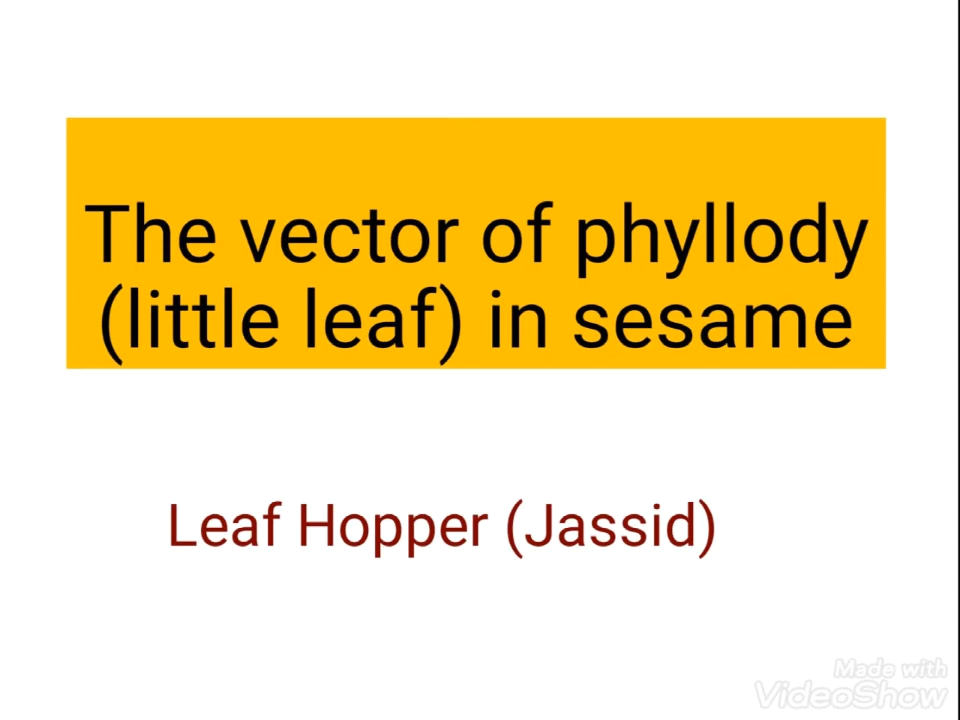 The vector of phyllody
(little leaf) in sesame
Leaf Hopper (Jassid)
Made with
VideoShow